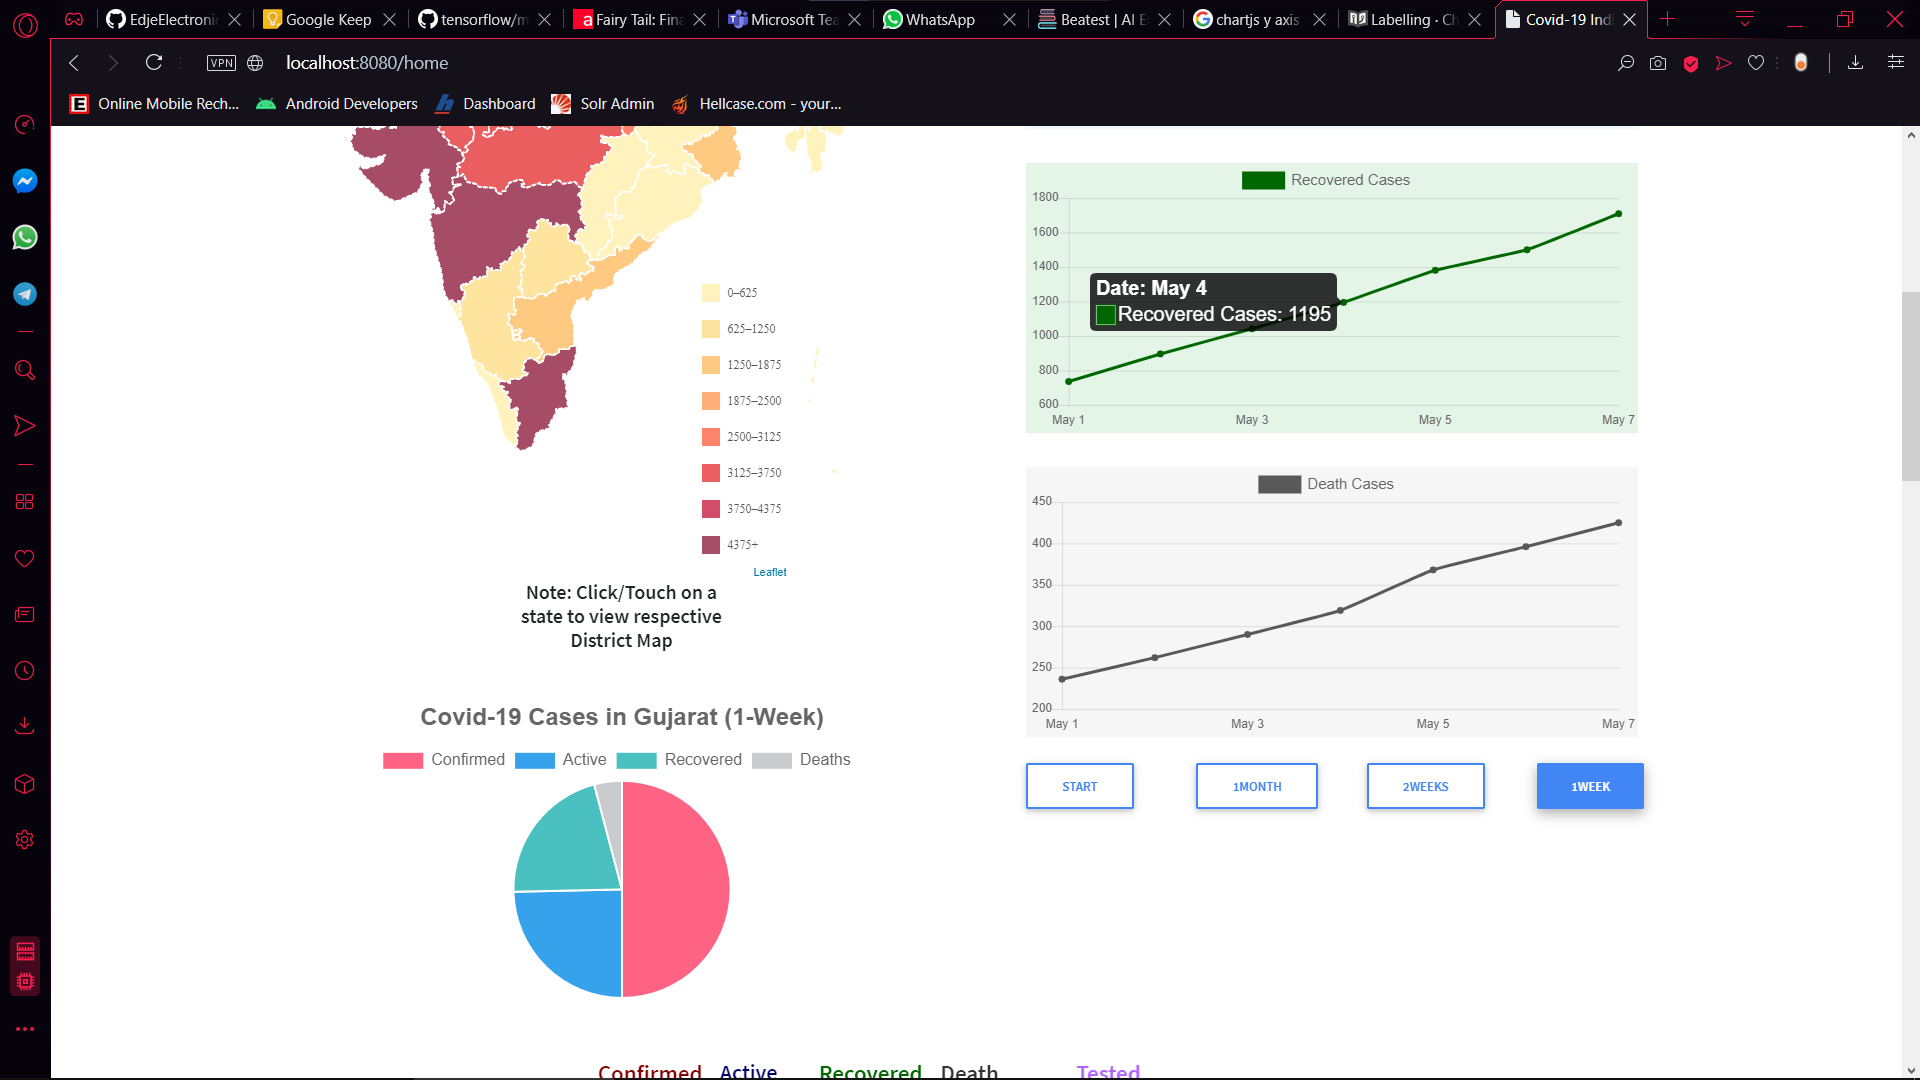 EdjeElectronic
Google Keep
tensorflow/m
Fairy Tail: Fina
Microsoft Tea
WhatsApp
Beatest | AI E
chartjs y axis
Labelling · Ch
Covid-19 Indi
VPN
localhost:8080/home
Online Mobile Rech...
Android Developers
Dashboard
Solr Admin
Hellcase.com - your...
0–625
625–1250
1250–1875
1875–2500
2500–3125
3125–3750
3750–4375
4375+
Leaflet
Note: Click/Touch on a
state to view respective
District Map
Covid-19 Cases in Gujarat (1-Week)
Confirmed Active Recovered Deaths
Recovered Cases
1800
1600
1400
1200
1000
800
600
Date: May 4
Recovered Cases: 1195
May 1 May 3 May 5 May 7
Death Cases
450
400
350
300
250
200
May 1 May 3 May 5 May 7
START 1MONTH 2WEEKS 1WEEK
Confirmed Active Recovered Death Tested